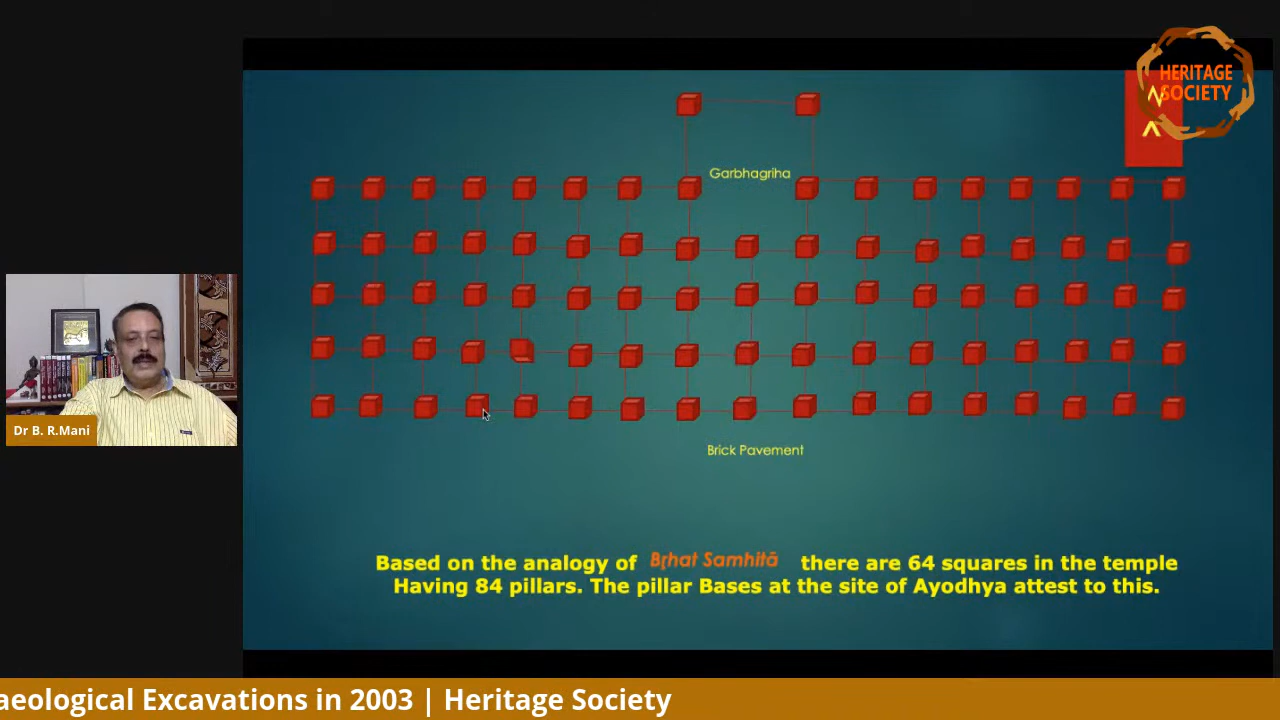 HERITAGE
SOCIETY
Garbhagriha
Dr B. R.Mani
Brick Pavement
Based on the analogy of Bṛhat Samhitā there are 64 squares in the temple
Having 84 pillars. The pillar Bases at the site of Ayodhya attest to this.
aeological Excavations in 2003 | Heritage Society